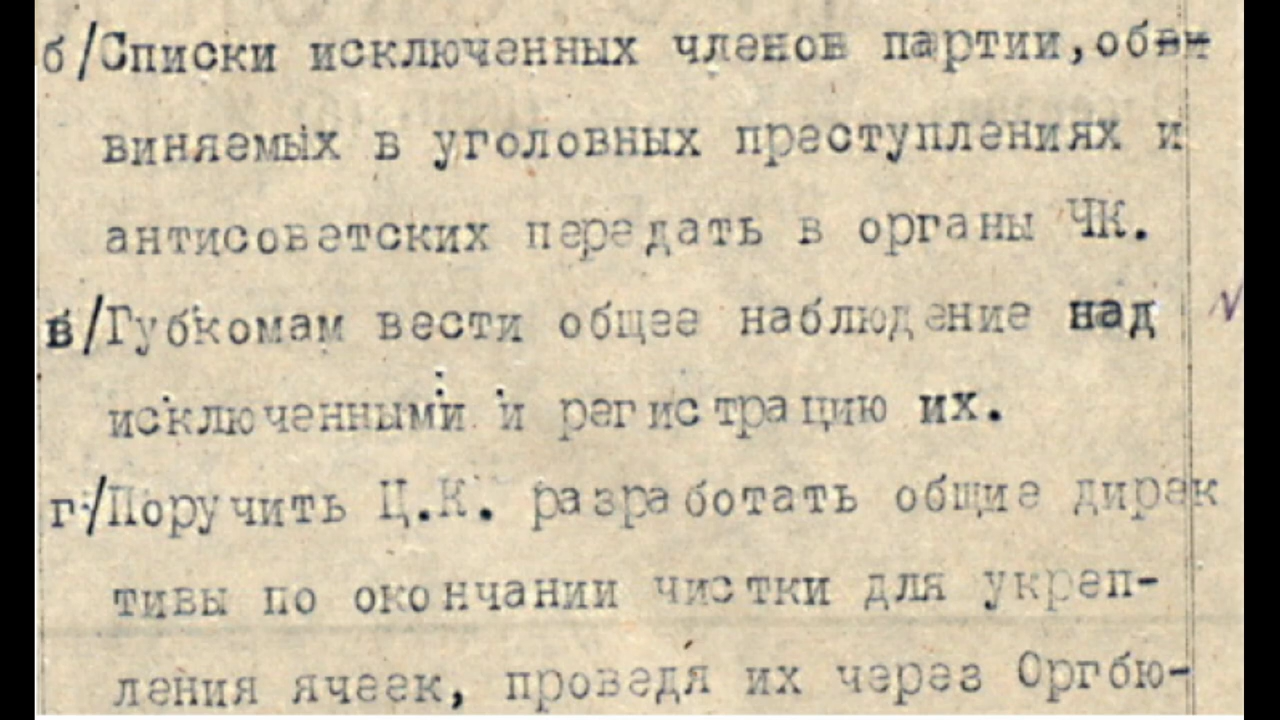 б/Списки исключенных членов партии,обви
виняемых в уголовных преступлениях и
антисоветских передать в органы ЧК.
в/Губкомам вести общее наблюдение над
исключенными и регистрацию их.
г/Поручить Ц.К. разработать общие дирек
тивы по окончании чистки для укреп-
ления ячеек, проведя их через Оргбю-